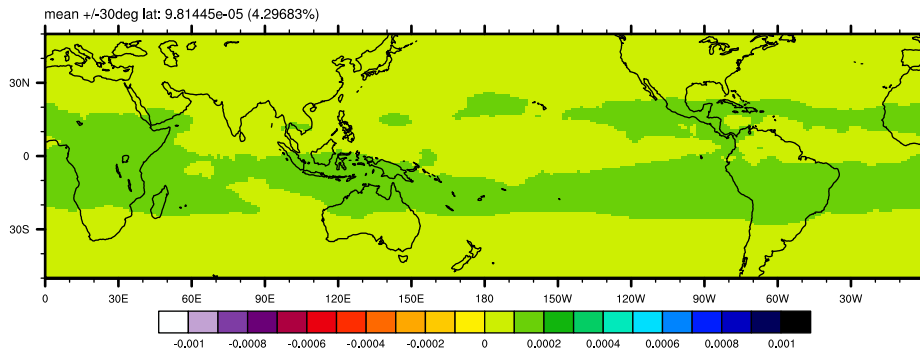 mean +/-30deg lat: 9.81445e-05 (4.29683%)
30N
0
30S
0 30E 60E 90E 120E 150E 180 150W 120W 90W 60W 30W
-0.001 -0.0008 -0.0006 -0.0004 -0.0002 0 0.0002 0.0004 0.0006 0.0008 0.001